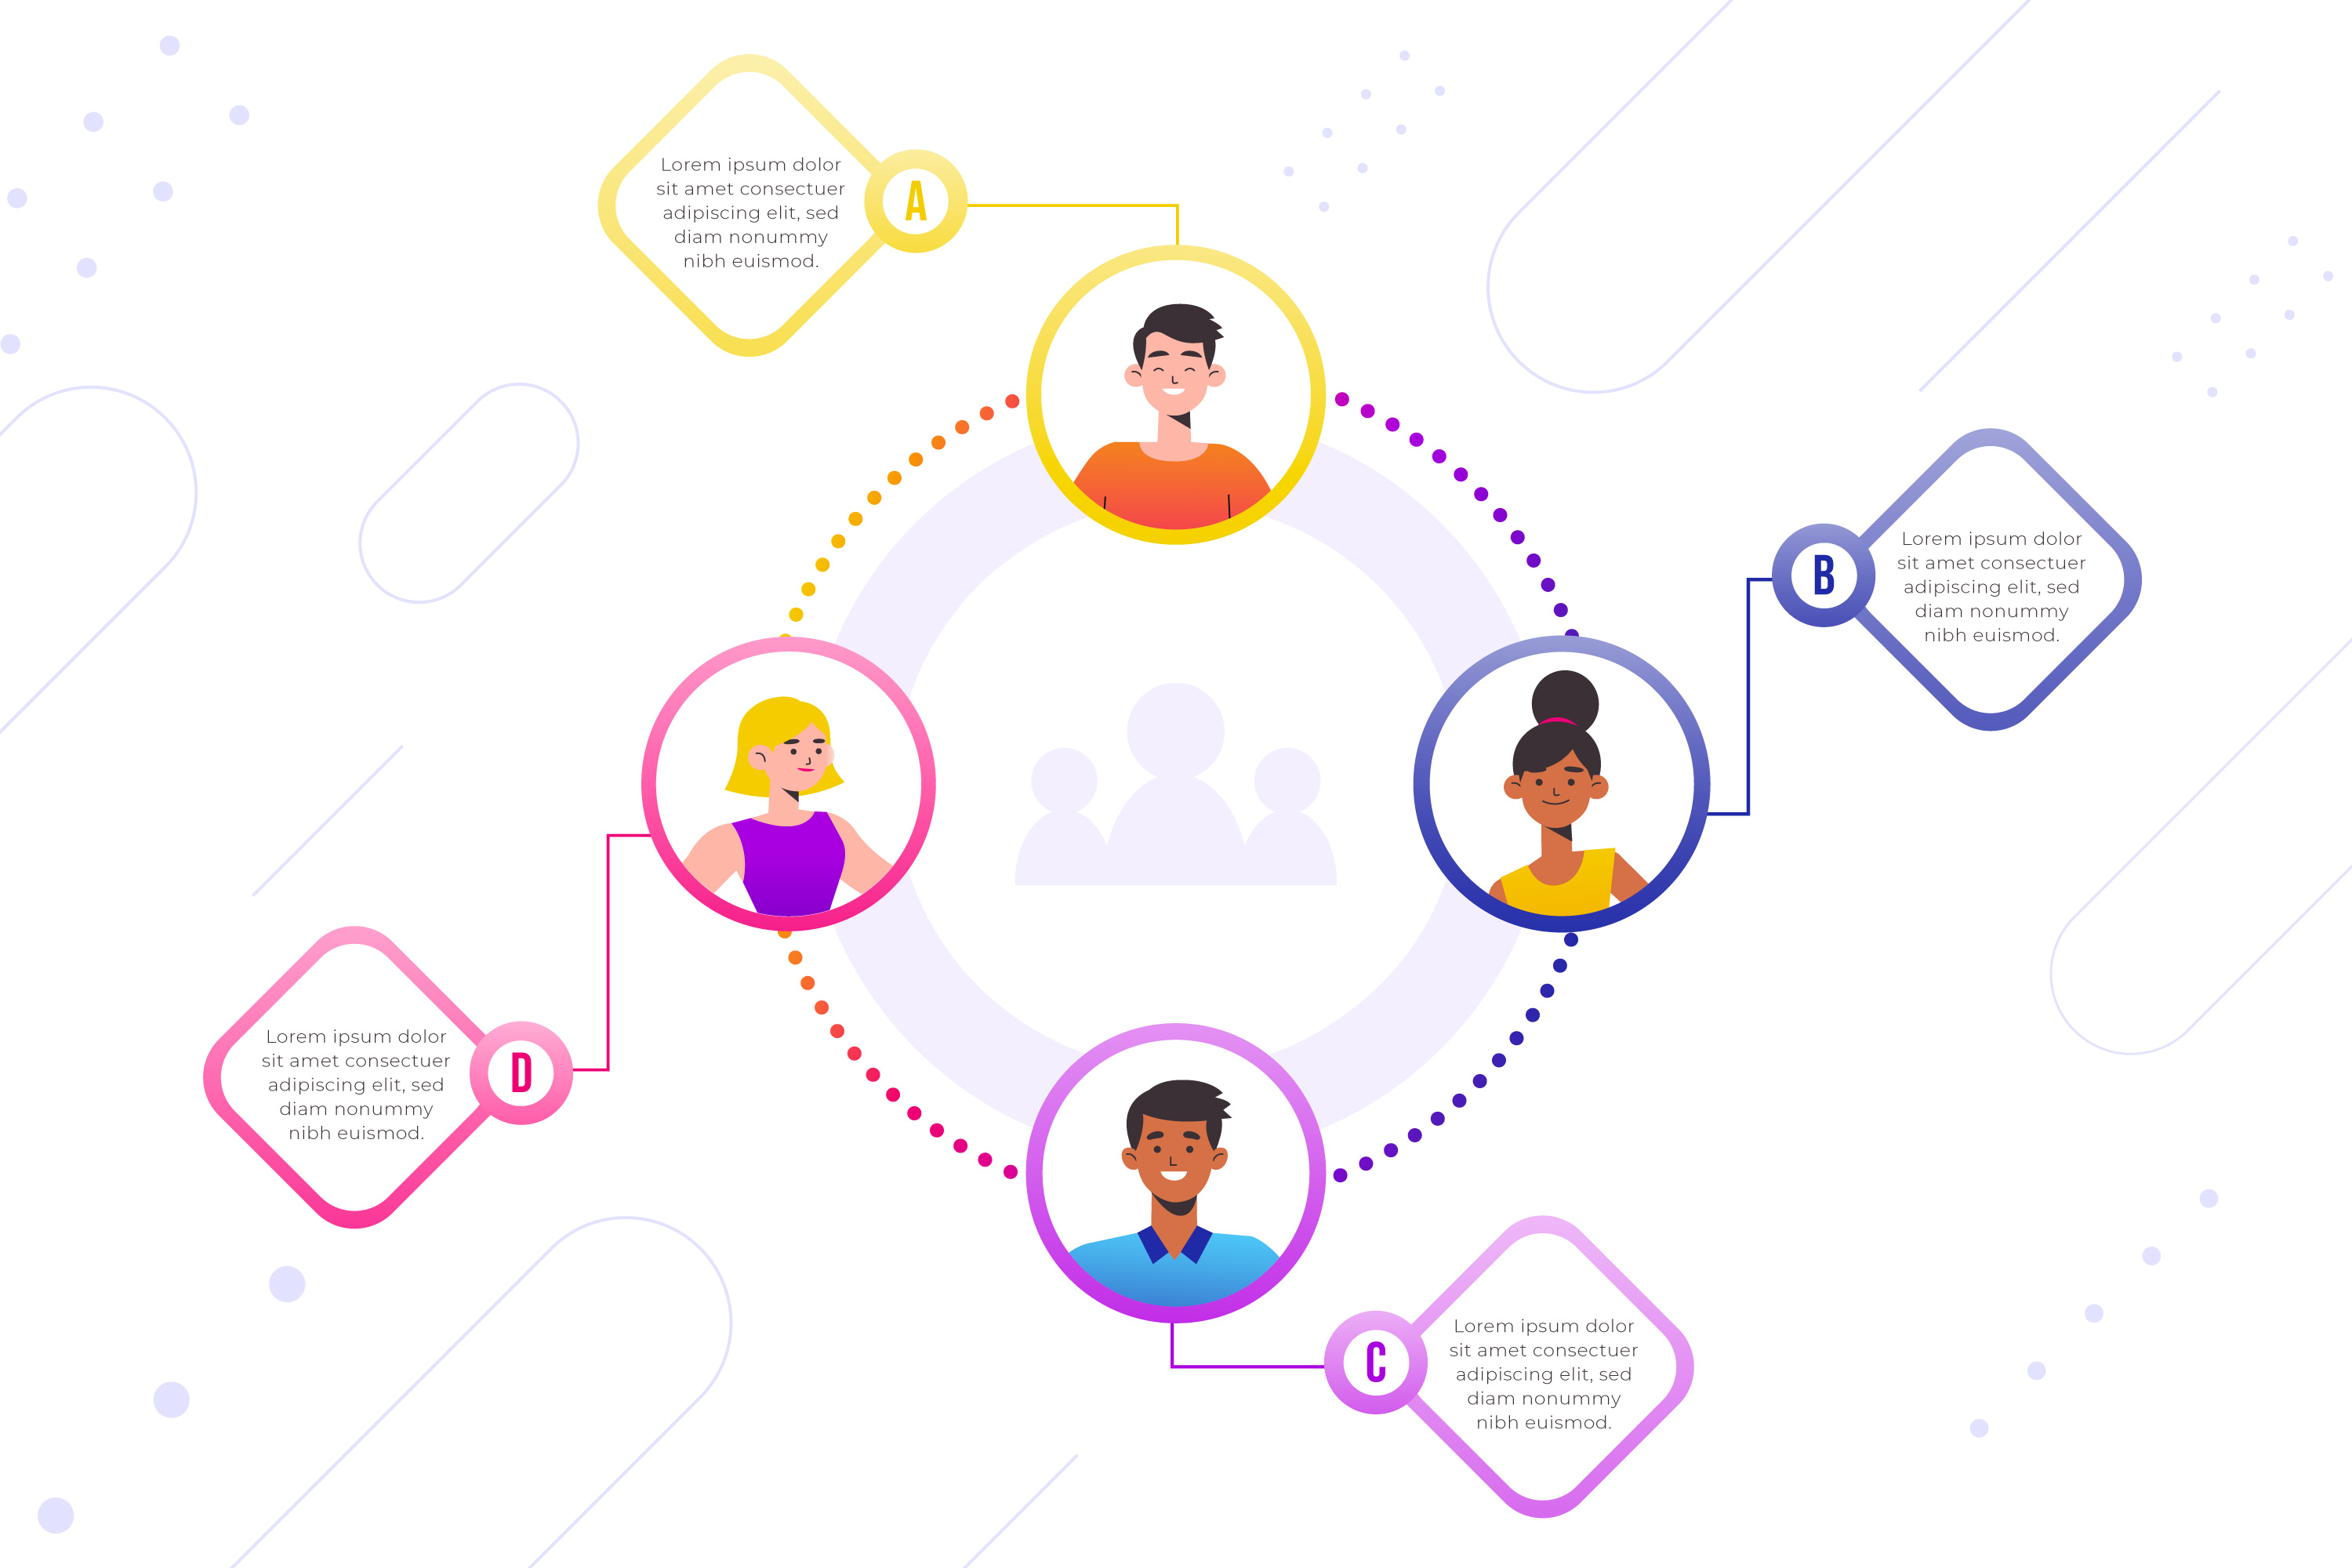 Lorem ipsum dolor
sit amet consectuer
adipiscing elit, sed
diam nonummy
nibh euismod.
A
B
Lorem ipsum dolor
sit amet consectuer
adipiscing elit, sed
diam nonummy
nibh euismod.
Lorem ipsum dolor
sit amet consectuer
adipiscing elit, sed
diam nonummy
nibh euismod.
D
C
Lorem ipsum dolor
sit amet consectuer
adipiscing elit, sed
diam nonummy
nibh euismod.